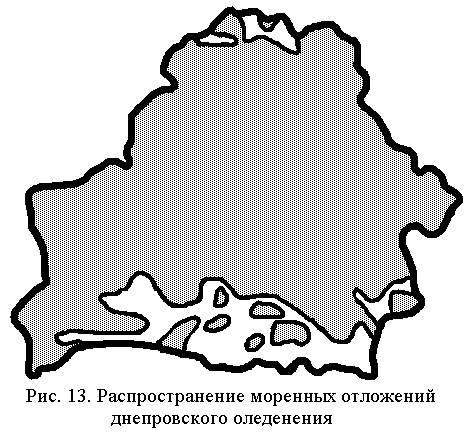 Рис. 13. Распространение моренных отложений
днепровского оледенения